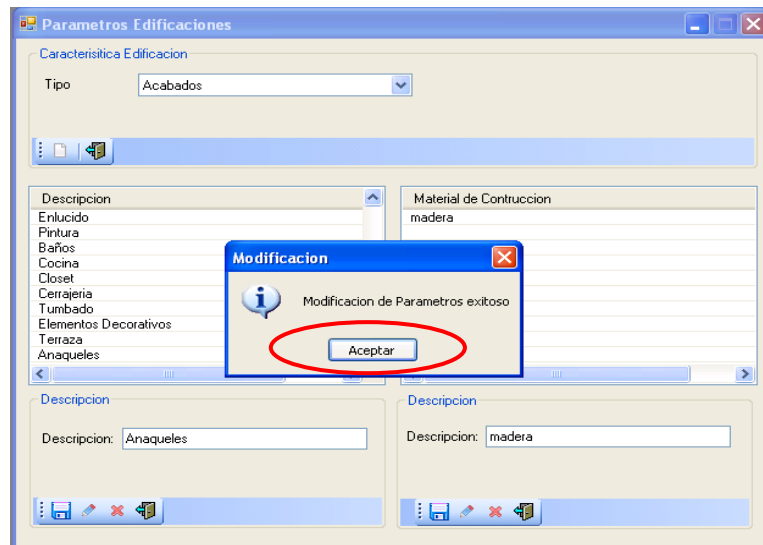 Parametros Edificaciones
Caracterisitica Edificacion
Tipo
Acabados
Descripcion
Enlucido
Pintura
Baños
Cocina
Closet
Cerrajeria
Tumbado
Elementos Decorativos
Terraza
Anaqueles
Material de Contruccion
madera
Modificacion
Modificacion de Parametros exitoso
Aceptar
Descripcion
Descripcion: Anaqueles
Descripcion
Descripcion: madera